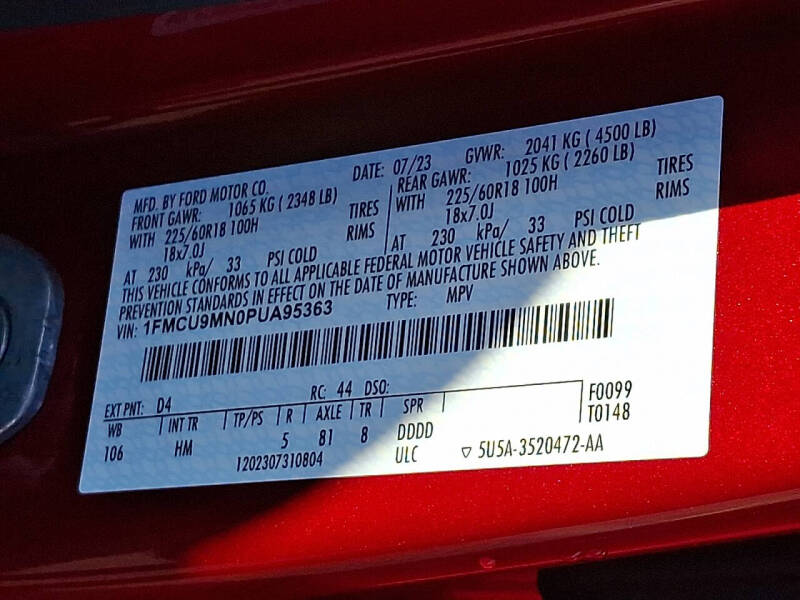 MFD. BY FORD MOTOR CO. DATE: 07/23 GVWR: 2041 KG ( 4500 LB)
FRONT GAWR: 1065 KG ( 2348 LB) REAR GAWR: 1025 KG ( 2260 LB)
WITH 225/60R18 100H TIRES WITH 225/60R18 100H TIRES
18x7.0J RIMS 18x7.0J RIMS
AT 230 kPa/ 33 PSI COLD AT 230 kPa/ 33 PSI COLD
THIS VEHICLE CONFORMS TO ALL APPLICABLE FEDERAL MOTOR VEHICLE SAFETY AND THEFT
PREVENTION STANDARDS IN EFFECT ON THE DATE OF MANUFACTURE SHOWN ABOVE.
VIN: 1FMCU9MN0PUA95363 TYPE: MPV
EXT PNT: D4 RC: 44 DSO: F0099
WB INT TR TP/PS R AXLE TR SPR T0148
106 HM 5 81 8 DDDD
1202307310804 ULC ▽ 5U5A-3520472-AA